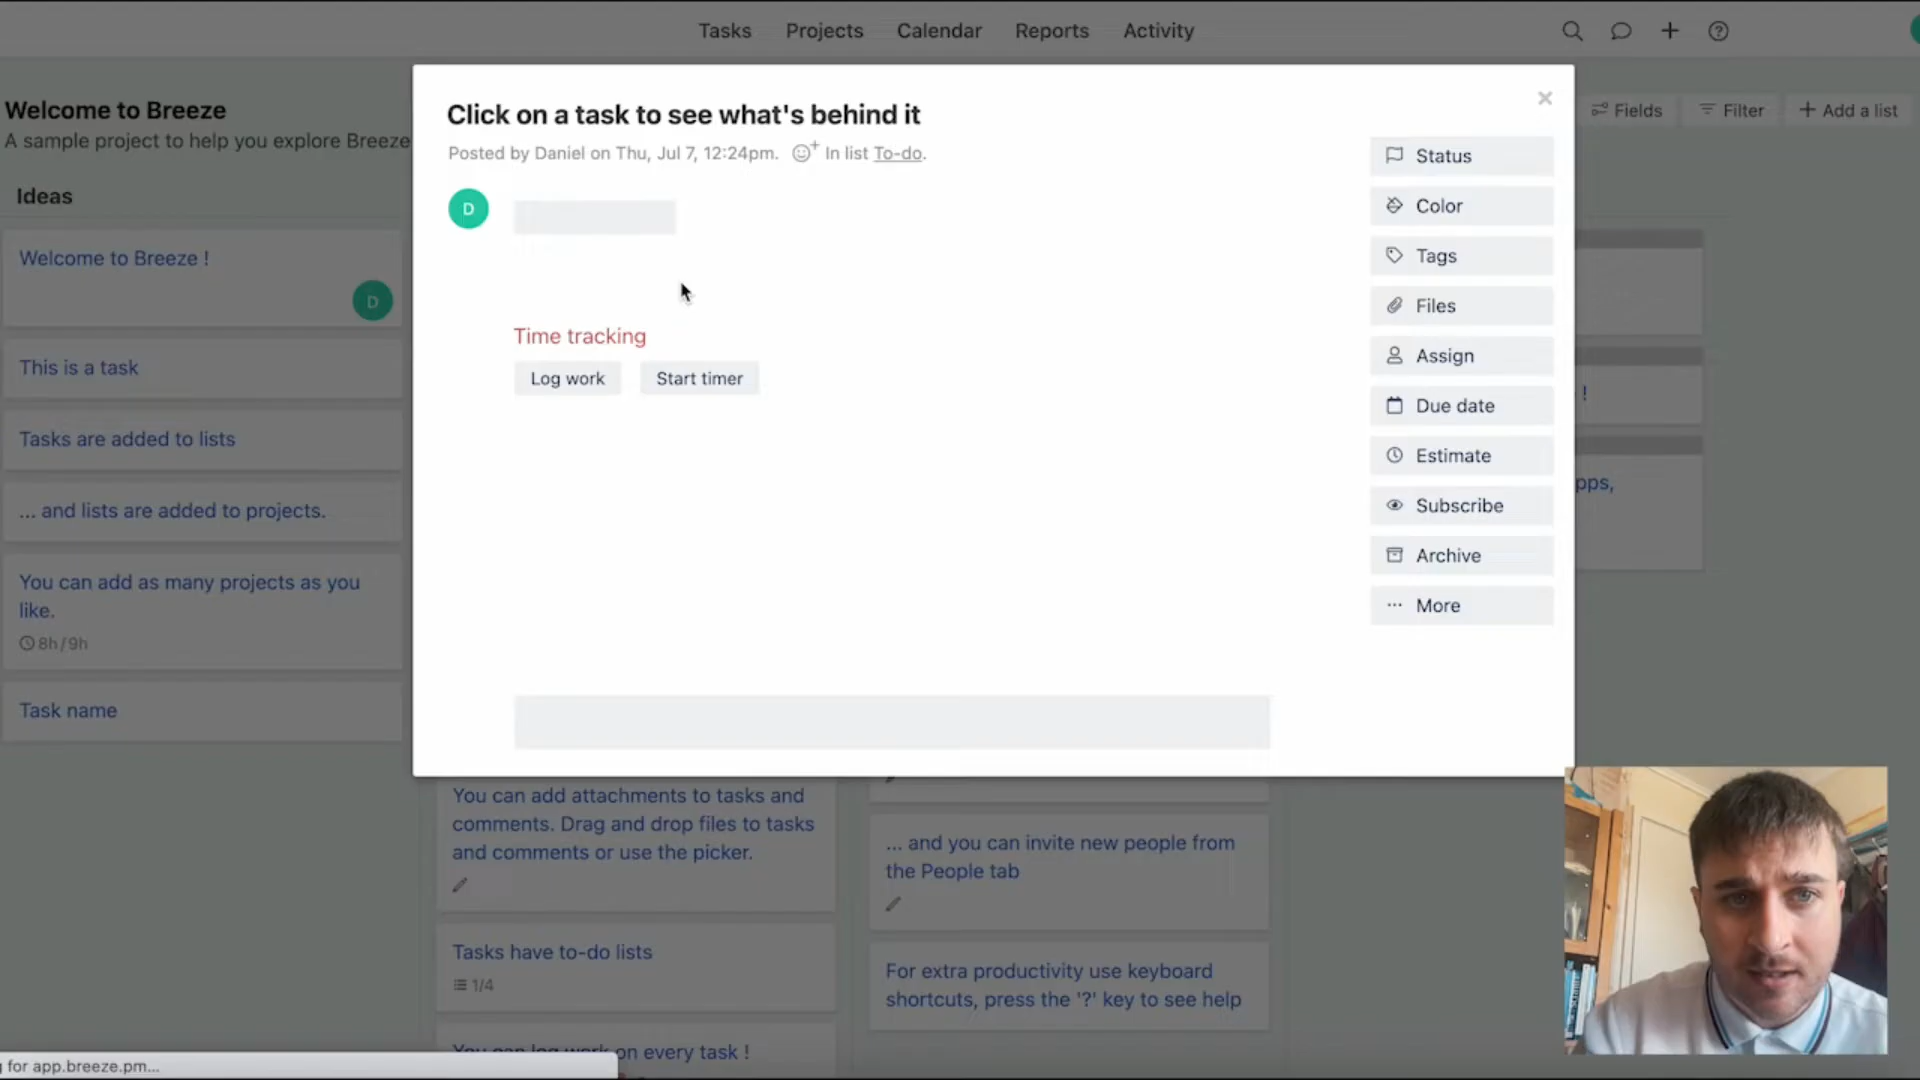 Tasks Projects Calendar Reports Activity
Welcome to Breeze
A sample project to help you explore Breeze
Fields Filter + Add a list
Ideas
Welcome to Breeze !
D
This is a task
Tasks are added to lists
... and lists are added to projects.
You can add as many projects as you
like.
8h/9h
Task name
Click on a task to see what's behind it
Posted by Daniel on Thu, Jul 7, 12:24pm. In list To-do.
D
Time tracking
Log work Start timer
Status
Color
Tags
Files
Assign
Due date
Estimate
Subscribe
Archive
More
!
pps,
You can add attachments to tasks and
comments. Drag and drop files to tasks
and comments or use the picker.
Tasks have to-do lists
1/4
You can log work on every task !
... and you can invite new people from
the People tab
For extra productivity use keyboard
shortcuts, press the '?' key to see help
g for app.breeze.pm...